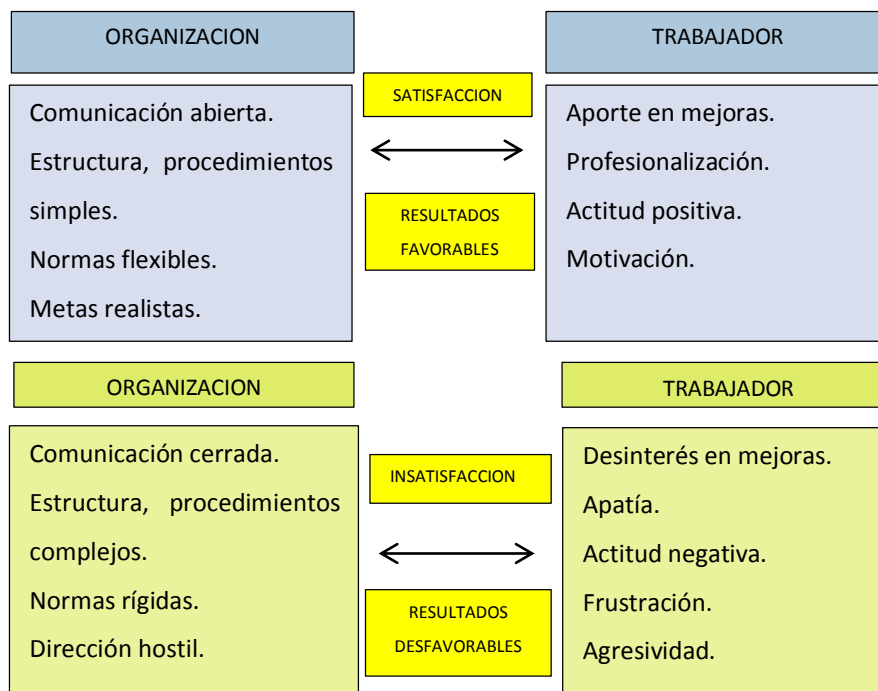 ORGANIZACION
TRABAJADOR
SATISFACCION
Comunicación abierta.
Estructura, procedimientos
simples.
Normas flexibles.
Metas realistas.
RESULTADOS
FAVORABLES
Aporte en mejoras.
Profesionalización.
Actitud positiva.
Motivación.
ORGANIZACION
TRABAJADOR
Comunicación cerrada.
Estructura, procedimientos
complejos.
Normas rígidas.
Dirección hostil.
INSATISFACCION
RESULTADOS
DESFAVORABLES
Desinterés en mejoras.
Apatía.
Actitud negativa.
Frustración.
Agresividad.